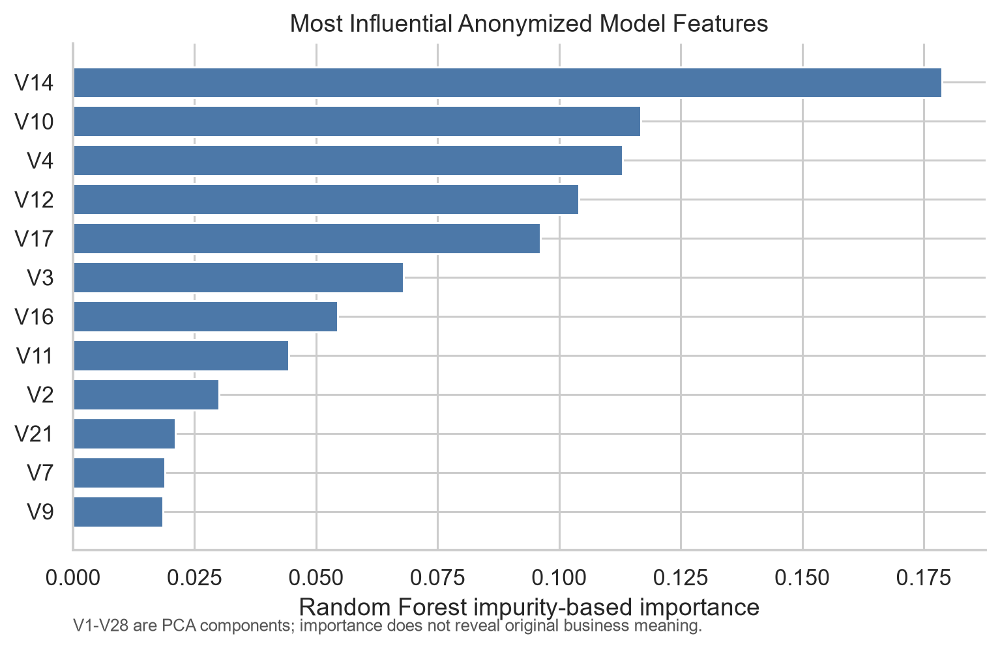 Most Influential Anonymized Model Features
V14
V10
V4
V12
V17
V3
V16
V11
V2
V21
V7
V9
0.000 0.025 0.050 0.075 0.100 0.125 0.150 0.175
Random Forest impurity-based importance
V1-V28 are PCA components; importance does not reveal original business meaning.